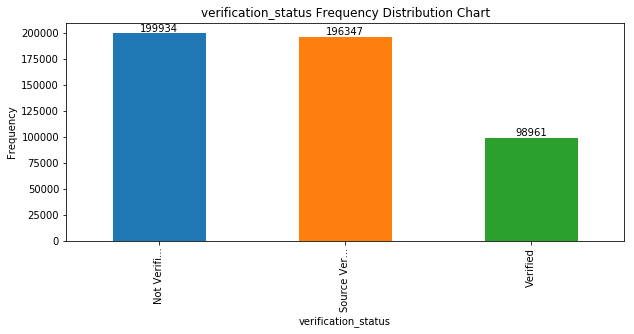 verification_status Frequency Distribution Chart
199934
196347
98961
200000
175000
150000
125000
100000
75000
50000
25000
0
Frequency
Not Verifi...
Source Ver...
Verified
verification_status